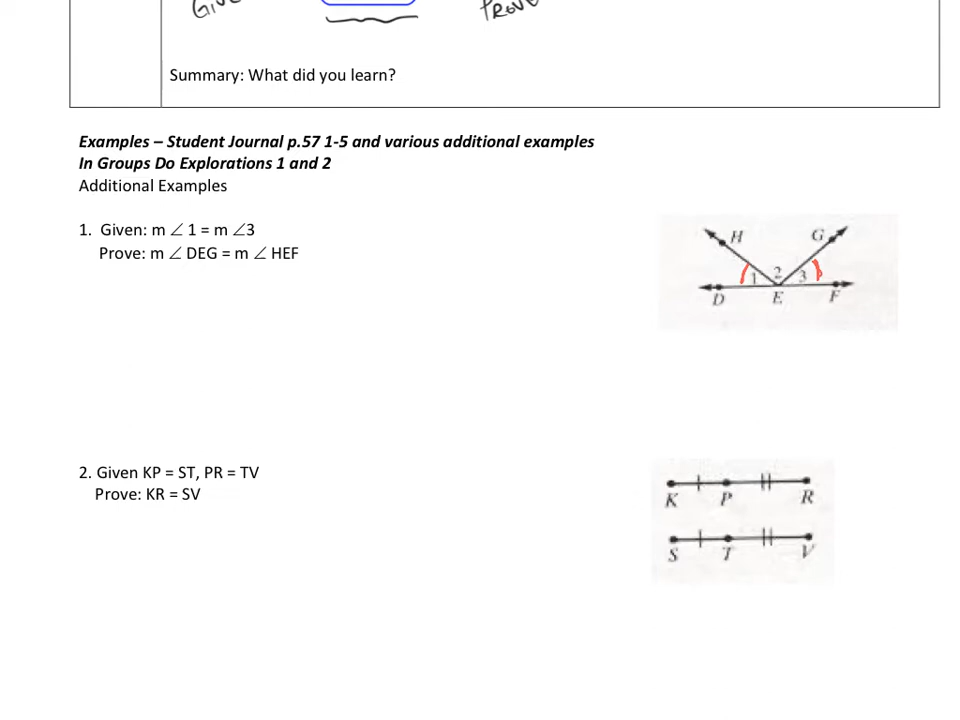 GIVE
PROVE
Summary: What did you learn?
Examples – Student Journal p.57 1-5 and various additional examples
In Groups Do Explorations 1 and 2
Additional Examples
1. Given: m ∠ 1 = m ∠3
Prove: m ∠ DEG = m ∠ HEF
H G
1 2 3
D E F
2. Given KP = ST, PR = TV
Prove: KR = SV
K P R
S T V